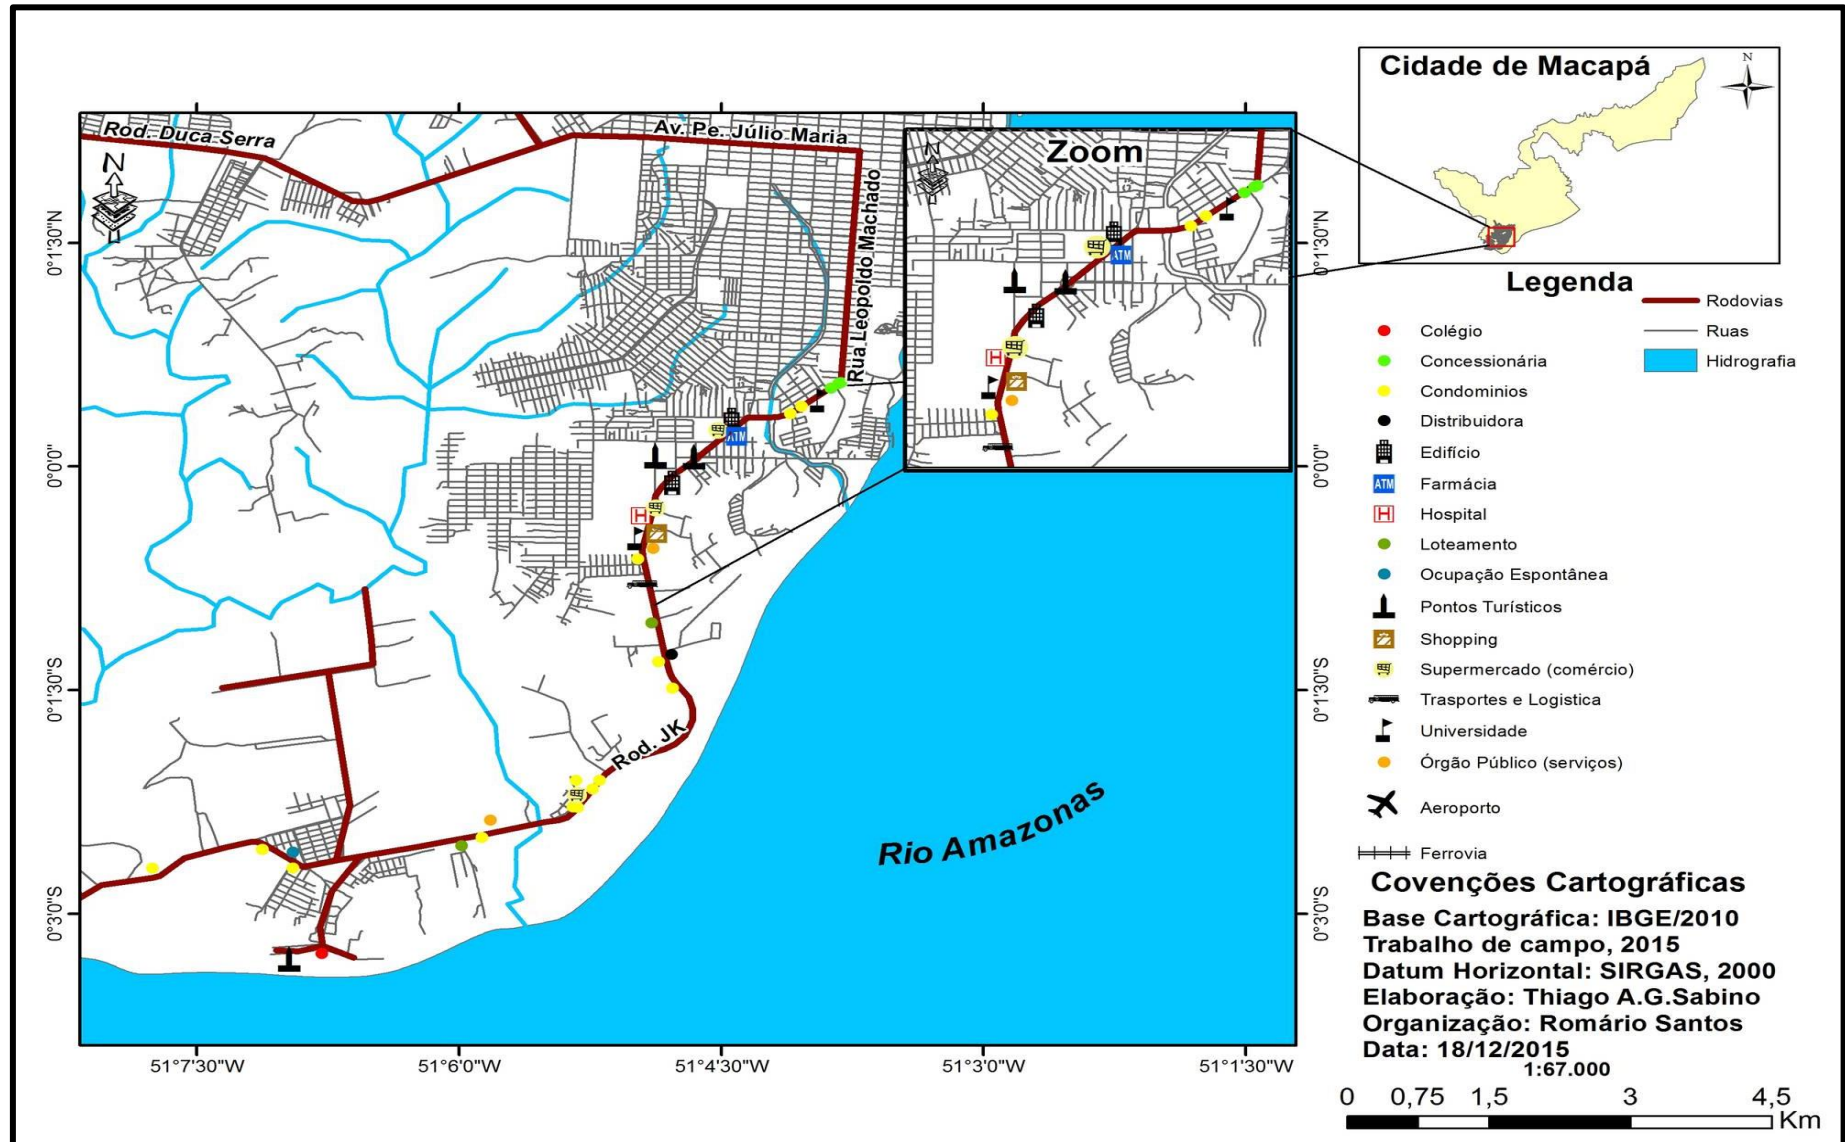 Cidade de Macapá
N
Rod. Duca Serra
Av. Pe. Júlio Maria
Rua Leopoldo Machado
N
Zoom
N
ATM
ATM
H
H
Rod. JK
Rio Amazonas
0°1'30"N
0°0'0"
0°1'30"S
0°3'0"S
0°1'30"N
0°0'0"
0°1'30"S
0°3'0"S
51°7'30"W
51°6'0"W
51°4'30"W
51°3'0"W
51°1'30"W
Legenda
Colégio
Concessionária
Condominios
Distribuidora
Edifício
ATM Farmácia
H Hospital
Loteamento
Ocupação Espontânea
Pontos Turísticos
Shopping
Supermercado (comércio)
Trasportes e Logistica
Universidade
Órgão Público (serviços)
Aeroporto
Ferrovia
Rodovias
Ruas
Hidrografia
Covenções Cartográficas
Base Cartográfica: IBGE/2010
Trabalho de campo, 2015
Datum Horizontal: SIRGAS, 2000
Elaboração: Thiago A.G.Sabino
Organização: Romário Santos
Data: 18/12/2015
1:67.000
0 0,75 1,5 3 4,5
Km